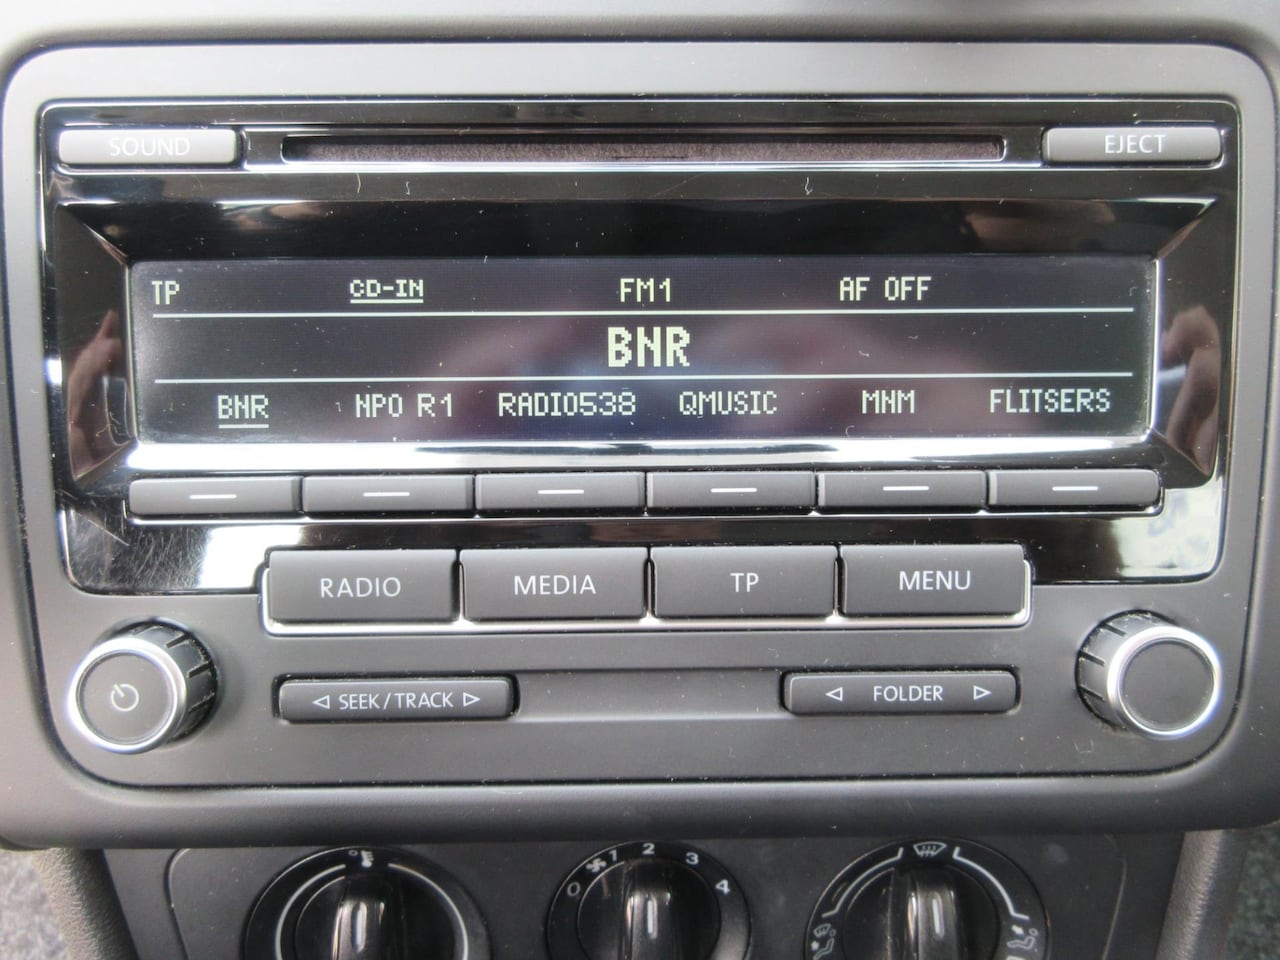 SOUND EJECT
TP CD-IN FM1 AF OFF
BNR
BNR NPO R1 RADIO538 QMUSIC MNM FLITSERS
RADIO MEDIA TP MENU
◁ SEEK/TRACK ▷ ◁ FOLDER ▷
0 1 2 3 4